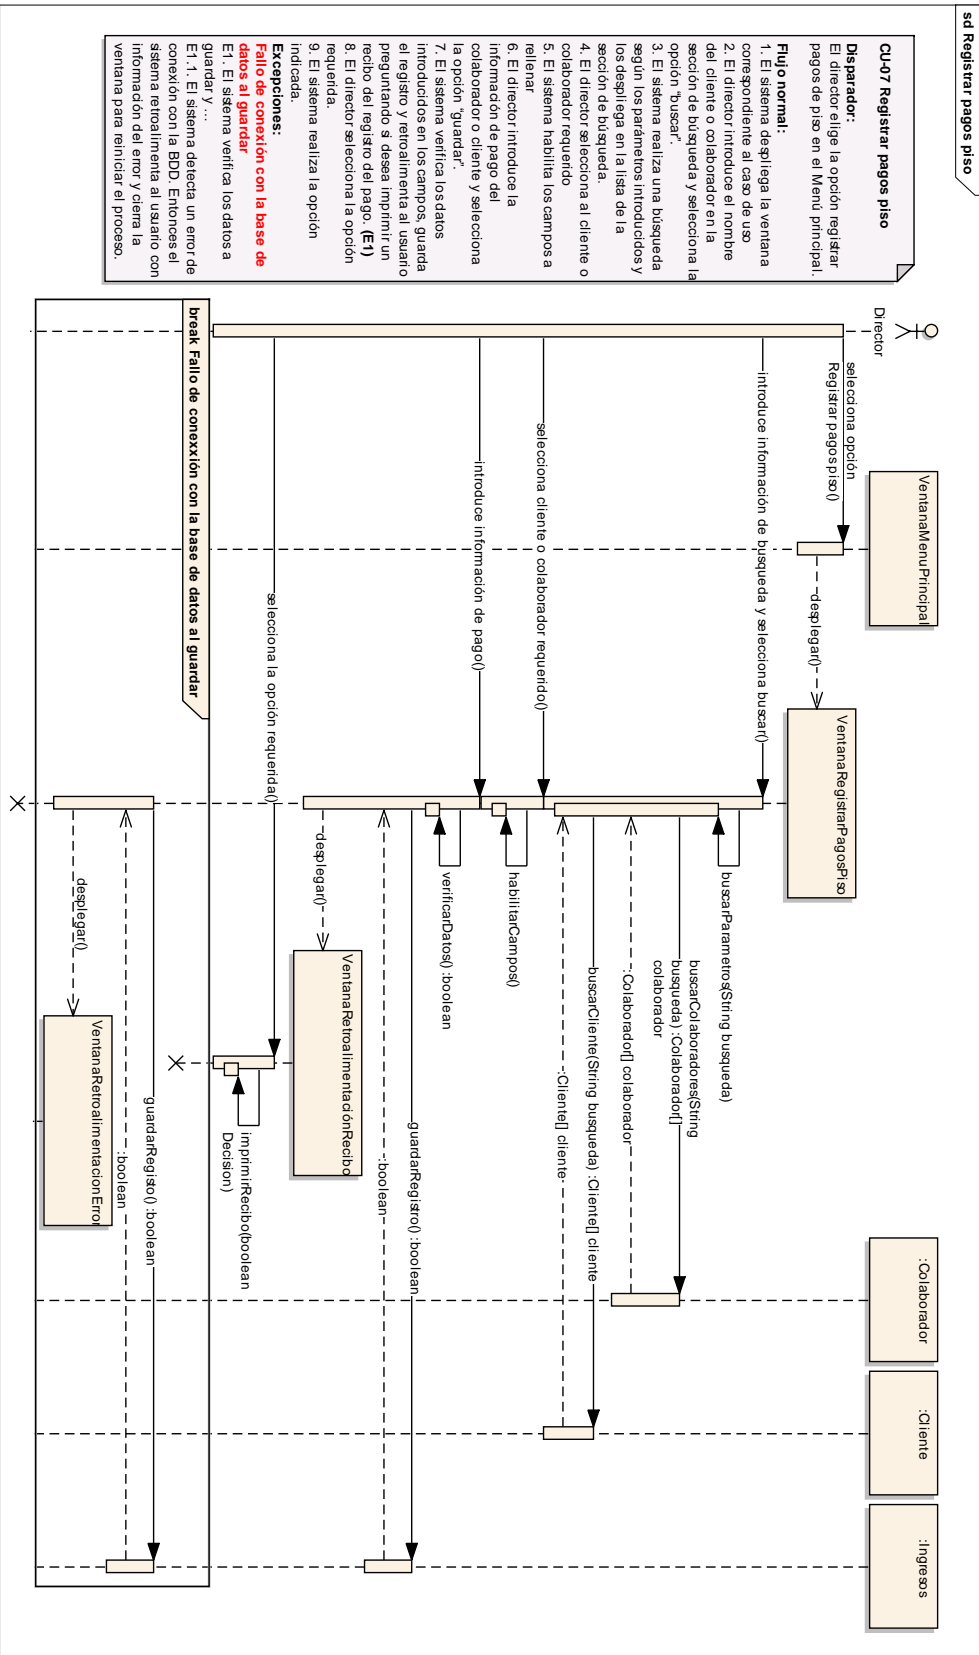 sd Registrar pagos piso
CU-07 Registrar pagos piso
Disparador:
El director elige la opción registrar
pagos de piso en el Menú principal.
Flujo normal:
1. El sistema despliega la ventana
correspondiente al caso de uso
2. El director introduce el nombre
del cliente o colaborador en la
sección de búsqueda y selecciona la
opción "buscar".
3. El sistema realiza una búsqueda
según los parámetros introducidos y
los despliega en la lista de la
sección de búsqueda.
4. El director selecciona al cliente o
colaborador requerido
5. El sistema habilita los campos a
rellenar
6. El director introduce la
información de pago del
colaborador o cliente y selecciona
la opción "guardar".
7. El sistema verifica los datos
introducidos en los campos, guarda
el registro y retroalimenta al usuario
preguntando si desea imprimir un
recibo del registro del pago. (E1)
8. El director selecciona la opción
requerida.
9. El sistema realiza la opción
indicada.
Excepciones:
Fallo de conexión con la base de
datos al guardar
E1. El sistema verifica los datos a
guardar y ...
E1.1. El sistema detecta un error de
conexión con la BDD. Entonces el
sistema retroalimenta al usuario con
información del error y cierra la
ventana para reiniciar el proceso.
Director
VentanaMenuPrincipal
VentanaRegistrarPagosPiso
:Colaborador
:Cliente
:Ingresos
selecciona opción
Registrar pagos piso()
desplegar()
introduce información de busqueda y selecciona buscar()
buscarParametros(String busqueda)
buscarColaboradores(String
busqueda) :Colaborador[]
colaborador
:Colaborador[] colaborador
buscarCliente(String busqueda) :Cliente[] cliente
:Cliente[] cliente
selecciona cliente o colaborador requerido()
habilitarCampos()
introduce información de pago()
verificarDatos() :boolean
guardarRegistro() :boolean
:boolean
desplegar()
VentanaRetroalimentaciónRecibo
selecciona la opción requerida()
imprimirRecibo(boolean
Decision)
break Fallo de conexxión con la base de datos al guardar
guardarRegisto() :boolean
:boolean
desplegar()
VentanaRetroalimentacionError